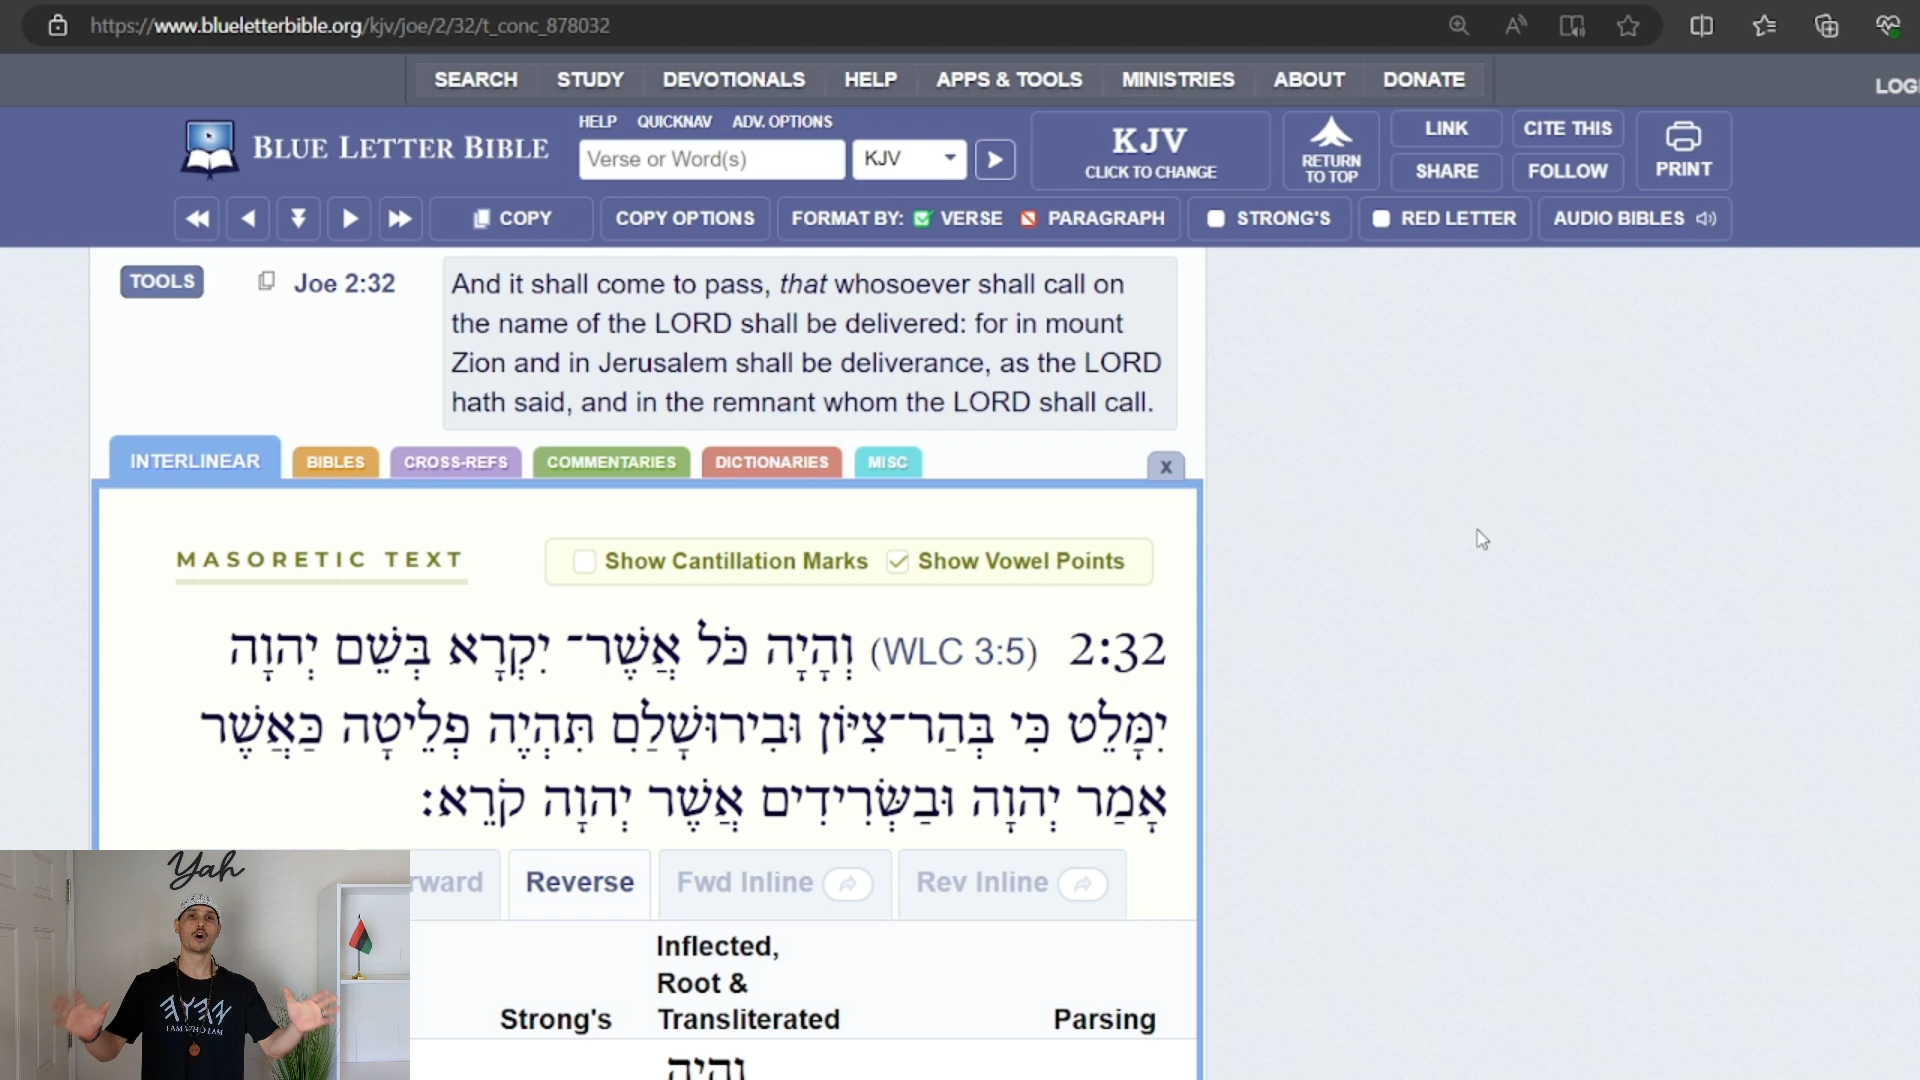 https://www.blueletterbible.org/kjv/joe/2/32/t_conc_878032
SEARCH STUDY DEVOTIONALS HELP APPS & TOOLS MINISTRIES ABOUT DONATE
LOGI
BLUE LETTER BIBLE
HELP QUICKNAV ADV. OPTIONS
Verse or Word(s) KJV
KJV
CLICK TO CHANGE
RETURN
TO TOP
LINK
CITE THIS
SHARE
FOLLOW
PRINT
COPY COPY OPTIONS FORMAT BY: VERSE PARAGRAPH STRONG'S RED LETTER AUDIO BIBLES
TOOLS
Joe 2:32
And it shall come to pass, that whosoever shall call on
the name of the LORD shall be delivered: for in mount
Zion and in Jerusalem shall be deliverance, as the LORD
hath said, and in the remnant whom the LORD shall call.
INTERLINEAR BIBLES CROSS-REFS COMMENTARIES DICTIONARIES MISC X
MASORETIC TEXT
Show Cantillation Marks Show Vowel Points
2:32 (WLC 3:5) וְהָיָה כֹּל אֲשֶׁר־ יִקְרָא בְּשֵׁם יְהוָה
יִמָּלֵט כִּי בְּהַר־צִיּוֹן וּבִירוּשָׁלִַם תִּהְיֶה פְלֵיטָה כַּאֲשֶׁר
אָמַר יְהוָה וּבַשְּׂרִידִים אֲשֶׁר יְהוָה קֹרֵא׃
rward Reverse Fwd Inline Rev Inline
Strong's
Inflected,
Root &
Transliterated
Parsing
והיה
Yah
𐤉𐤄𐤅𐤄
I AM WHO I AM